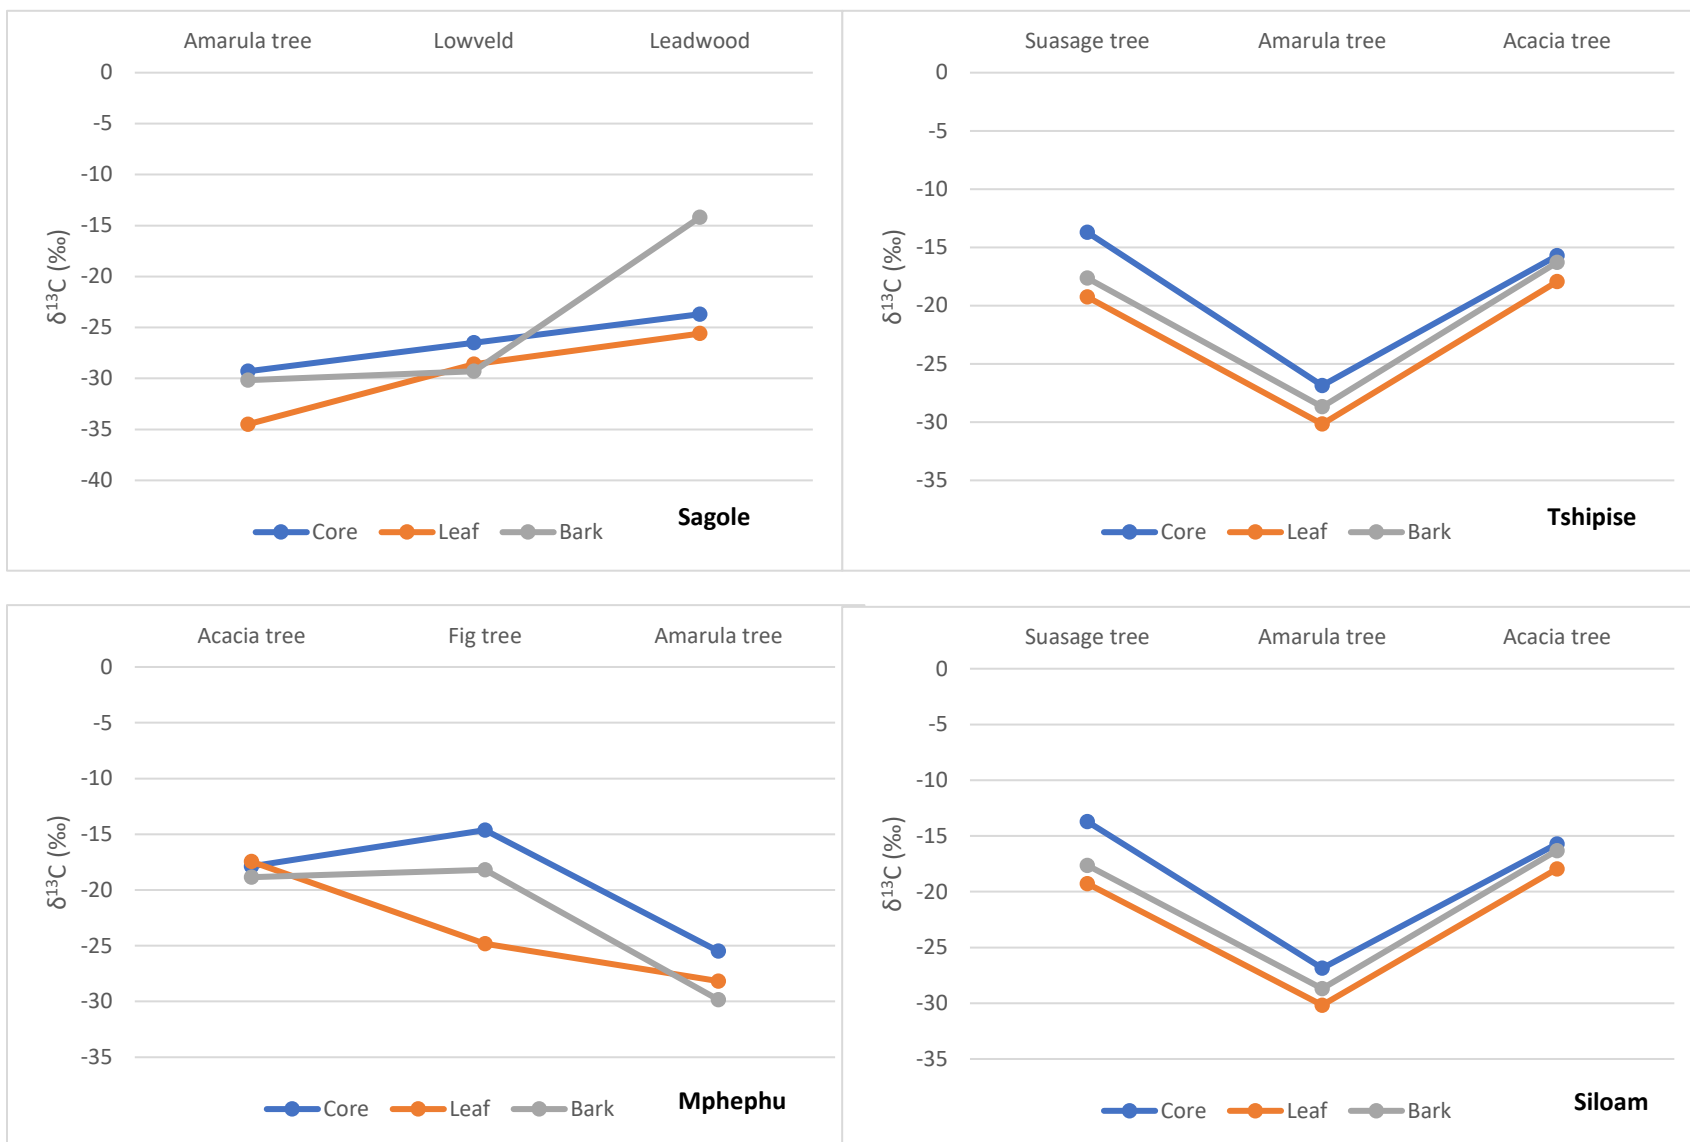 Amarula tree Lowveld Leadwood
0
-5
-10
-15
-20
-25
-30
-35
-40
δ¹³C (‰)
Core Leaf Bark
Sagole
Suasage tree Amarula tree Acacia tree
0
-5
-10
-15
-20
-25
-30
-35
δ¹³C (‰)
Core Leaf Bark
Tshipise
Acacia tree Fig tree Amarula tree
0
-5
-10
-15
-20
-25
-30
-35
δ¹³C (‰)
Core Leaf Bark
Mphephu
Suasage tree Amarula tree Acacia tree
0
-5
-10
-15
-20
-25
-30
-35
δ¹³C (‰)
Core Leaf Bark
Siloam